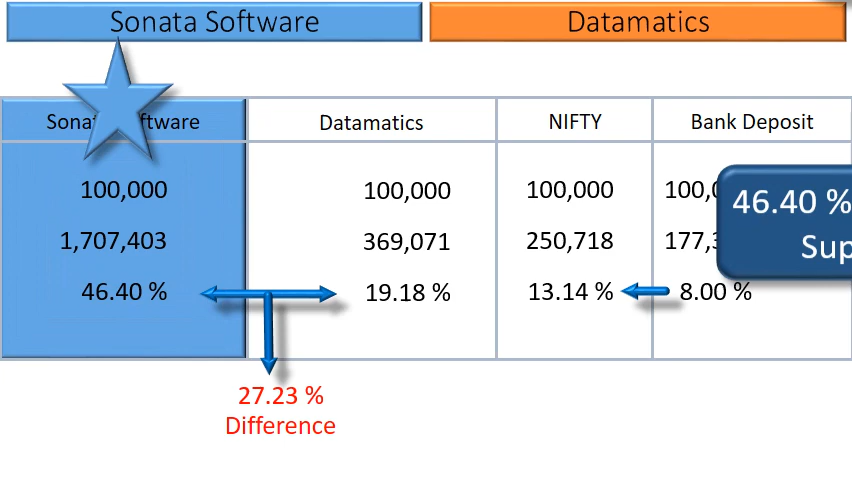 Sonata Software Datamatics
Datamatics NIFTY Bank Deposit
100,000 100,000 100,000
1,707,403 369,071 250,718
46.40 % 19.18 % 13.14 % 8.00 %
46.40 %
27.23 %
Difference